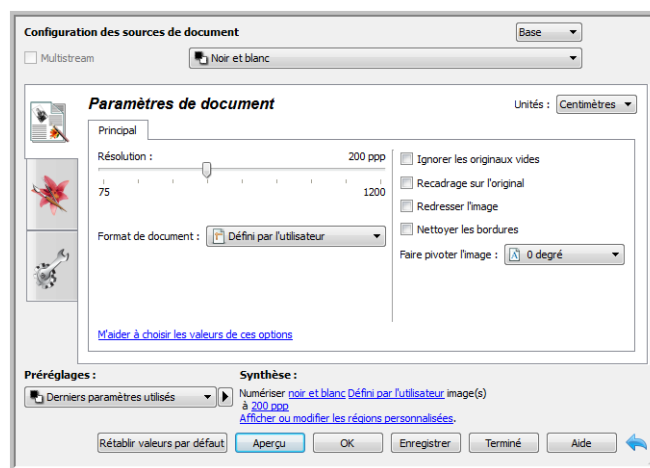 Configuration des sources de document
Base
Multistream
Noir et blanc
Paramètres de document
Unités : Centimètres
Principal
Résolution : 200 ppp
75 1200
Format de document : Défini par l'utilisateur
Ignorer les originaux vides
Recadrage sur l'original
Redresser l'image
Nettoyer les bordures
Faire pivoter l'image : 0 degré
M'aider à choisir les valeurs de ces options
Préréglages :
Derniers paramètres utilisés
Synthèse :
Numériser noir et blanc Défini par l'utilisateur image(s)
à 200 ppp
Afficher ou modifier les régions personnalisées.
Rétablir valeurs par défaut Aperçu OK Enregistrer Terminé Aide